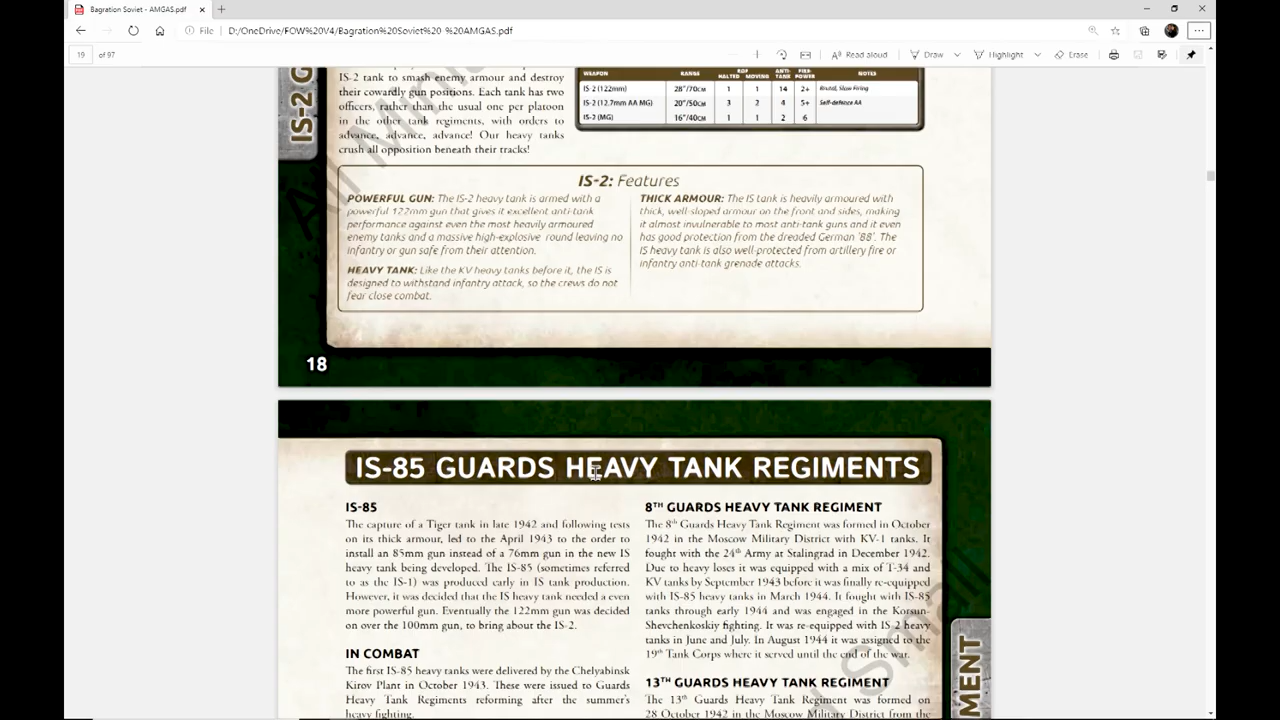 Bagration Soviet - AMGAS.pdf
File
D:/OneDrive/FOW%20V4/Bagration%20Soviet%20-%20AMGAS.pdf
19 of 97
Read aloud
Draw
Highlight
Erase
IS-2 G
IS-2 tank to smash enemy armour and destroy
their cowardly gun positions. Each tank has two
officers, rather than the usual one per platoon
in the other tank regiments, with orders to
advance, advance, advance! Our heavy tanks
crush all opposition beneath their tracks!
WEAPON RANGE ROF HALTED MOVING ANTI-TANK FIRE-POWER NOTES
IS-2 (122mm) 28"/70CM 1 1 14 2+ Brutal, Slow Firing
IS-2 (12.7mm AA MG) 20"/50CM 3 2 4 5+ Self-defence AA
IS-2 (MG) 16"/40CM 1 1 2 6
IS-2: Features
POWERFUL GUN: The IS-2 heavy tank is armed with a
powerful 122mm gun that gives it excellent anti-tank
performance against even the most heavily armoured
enemy tanks and a massive high-explosive round leaving no
infantry or gun safe from their attention.
HEAVY TANK: Like the KV heavy tanks before it, the IS is
designed to withstand infantry attack, so the crews do not
fear close combat.
THICK ARMOUR: The IS tank is heavily armoured with
thick, well-sloped armour on the front and sides, making
it almost invulnerable to most anti-tank guns and it even
has good protection from the dreaded German '88'. The
IS heavy tank is also well-protected from artillery fire or
infantry anti-tank grenade attacks.
18
IS-85 GUARDS HEAVY TANK REGIMENTS
IS-85
The capture of a Tiger tank in late 1942 and following tests
on its thick armour, led to the April 1943 to the order to
install an 85mm gun instead of a 76mm gun in the new IS
heavy tank being developed. The IS-85 (sometimes referred
to as the IS-1) was produced early in IS tank production.
However, it was decided that the IS heavy tank needed a even
more powerful gun. Eventually the 122mm gun was decided
on over the 100mm gun, to bring about the IS-2.
IN COMBAT
The first IS-85 heavy tanks were delivered by the Chelyabinsk
Kirov Plant in October 1943. These were issued to Guards
Heavy Tank Regiments reforming after the summer's
heavy fighting.
8TH GUARDS HEAVY TANK REGIMENT
The 8th Guards Heavy Tank Regiment was formed in October
1942 in the Moscow Military District with KV-1 tanks. It
fought with the 24th Army at Stalingrad in December 1942.
Due to heavy loses it was equipped with a mix of T-34 and
KV tanks by September 1943 before it was finally re-equipped
with IS-85 heavy tanks in March 1944. It fought with IS-85
tanks through early 1944 and was engaged in the Korsun-
Shevchenkoskiy fighting. It was re-equipped with IS-2 heavy
tanks in June and July. In August 1944 it was assigned to the
19th Tank Corps where it served until the end of the war.
13TH GUARDS HEAVY TANK REGIMENT
The 13th Guards Heavy Tank Regiment was formed on
28 October 1942 in the Moscow Military District from the
MENT